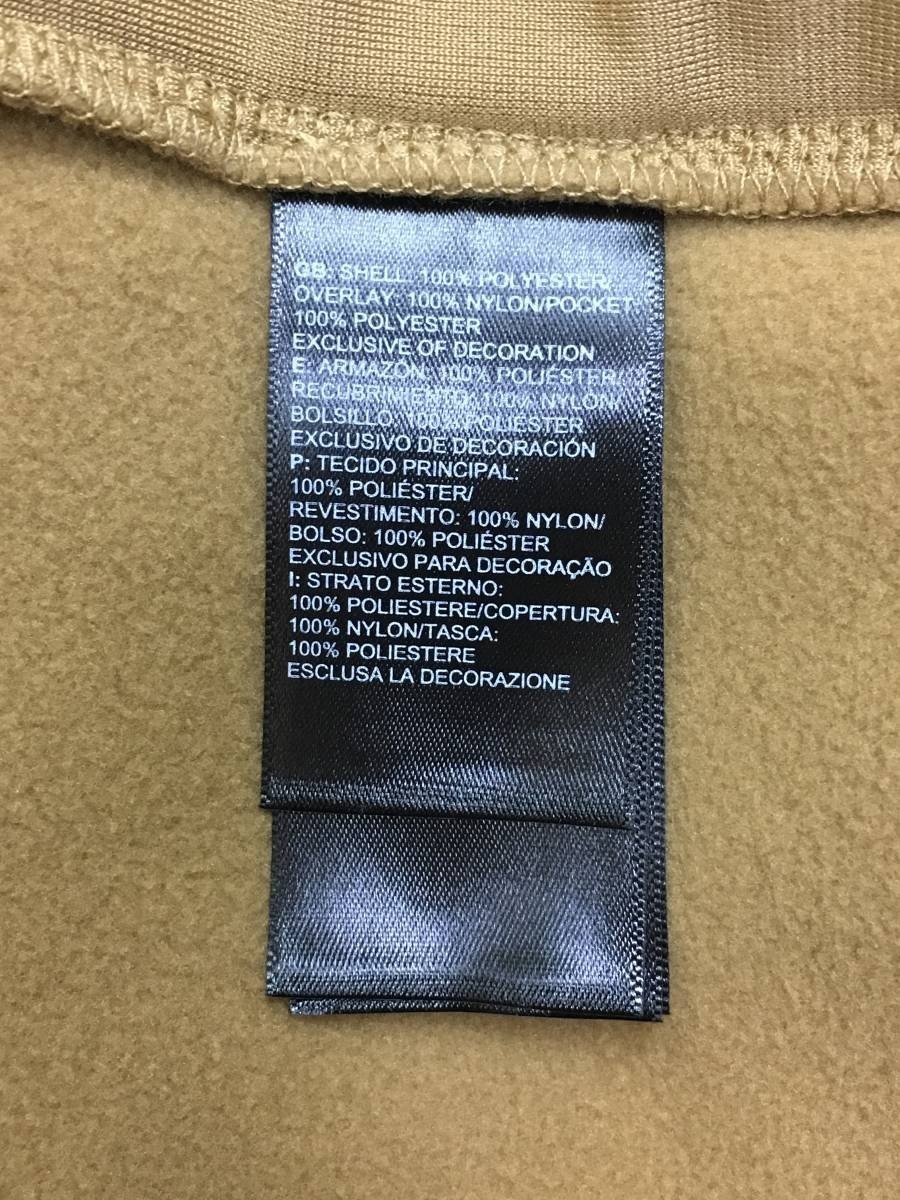 GB: SHELL: 100% POLYESTER/
OVERLAY: 100% NYLON/POCKET:
100% POLYESTER
EXCLUSIVE OF DECORATION
E: ARMAZÓN: 100% POLIÉSTER/
RECUBRIMIENTO: 100% NYLON/
BOLSILLO: 100% POLIÉSTER
EXCLUSIVO DE DECORACIÓN
P: TECIDO PRINCIPAL:
100% POLIÉSTER/
REVESTIMENTO: 100% NYLON/
BOLSO: 100% POLIÉSTER
EXCLUSIVO PARA DECORAÇÃO
I: STRATO ESTERNO:
100% POLIESTERE/COPERTURA:
100% NYLON/TASCA:
100% POLIESTERE
ESCLUSA LA DECORAZIONE